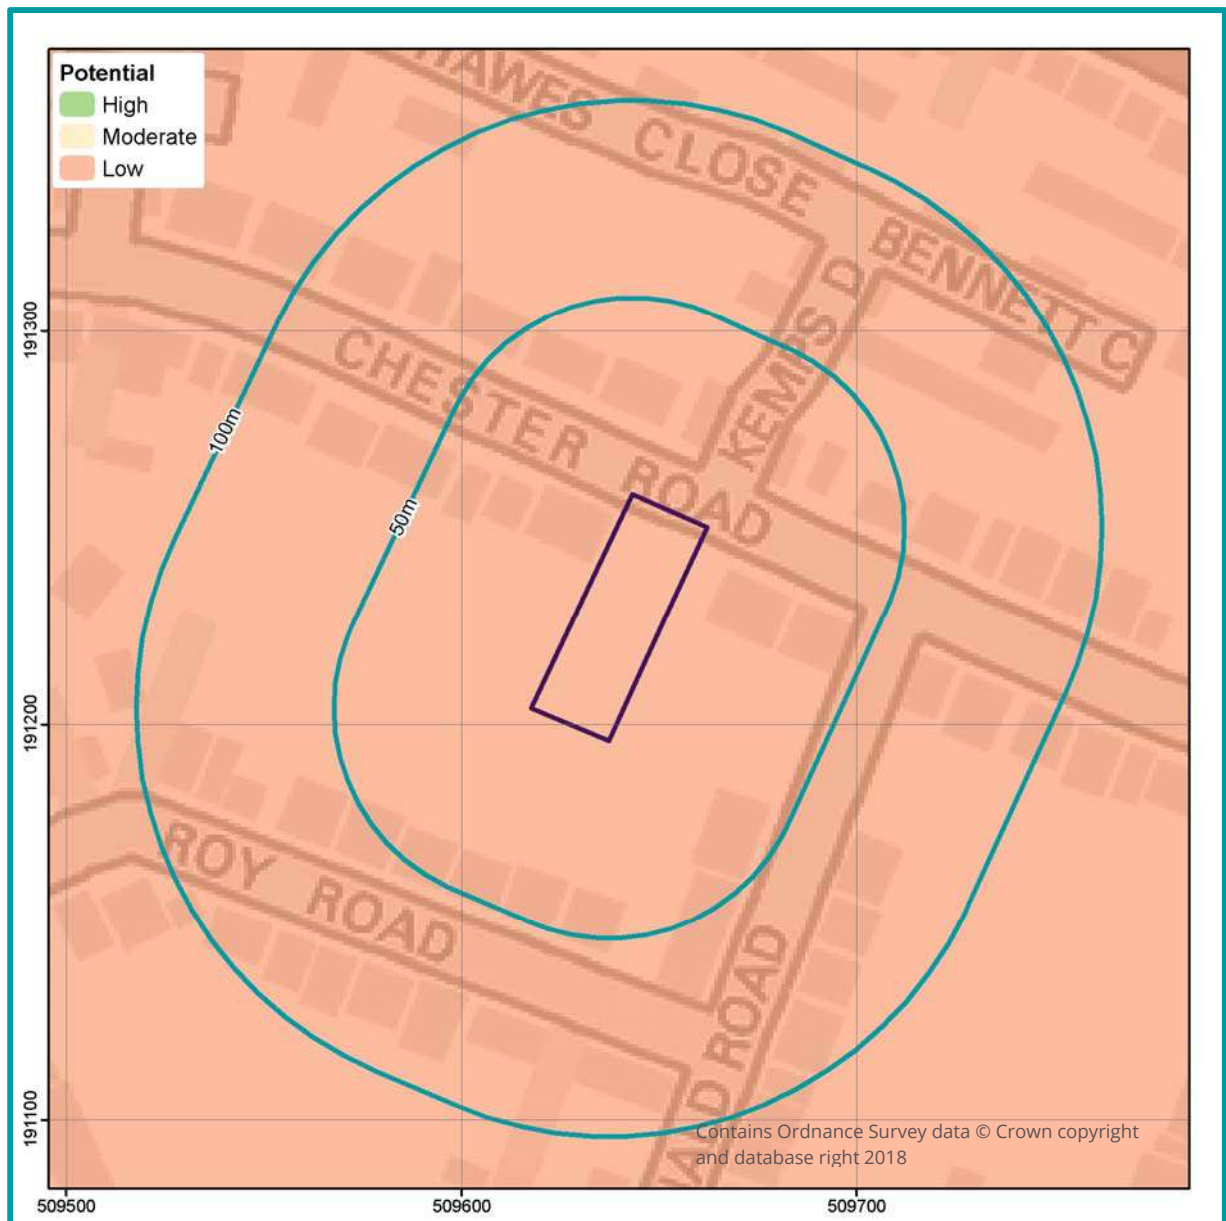 Potential
High
Moderate
Low
HAWES CLOSE
BENNETT C
KEMPS D
CHESTER ROAD
100m
50m
ROY ROAD
ROAD
191300
191200
191100
Contains Ordnance Survey data © Crown copyright
and database right 2018
509500
509600
509700